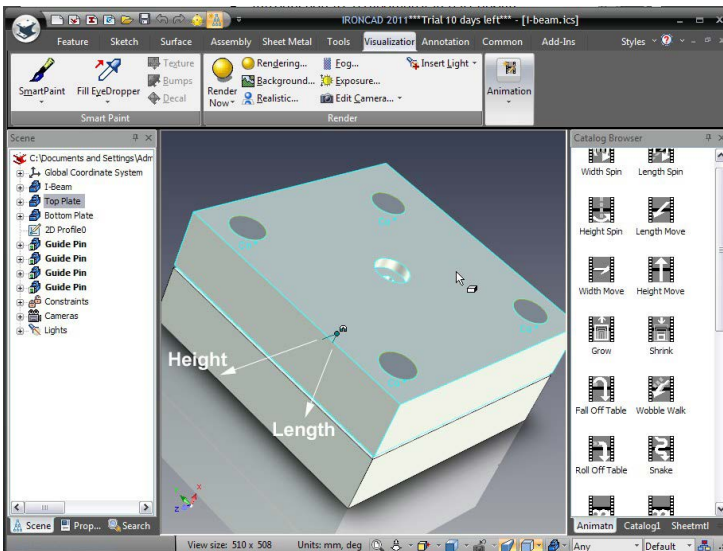 IRONCAD 2011***Trial 10 days left*** - [I-beam.ics]
Feature Sketch Surface Assembly Sheet Metal Tools Visualization Annotation Common Add-Ins Styles
SmartPaint
Fill EyeDropper
Texture
Bumps
Decal
Smart Paint
Render Now
Rendering...
Background...
Realistic...
Fog...
Exposure...
Edit Camera...
Insert Light
Render
Animation
Scene
C:\Documents and Settings\Adm
Global Coordinate System
I-Beam
Top Plate
Bottom Plate
2D Profile0
Guide Pin
Guide Pin
Guide Pin
Guide Pin
Constraints
Cameras
Lights
Height
Length
X
Z
Catalog Browser
Width Spin Length Spin
Height Spin Length Move
Width Move Height Move
Grow Shrink
Fall Off Table Wobble Walk
Roll Off Table Snake
Scene Prop... Search
Animatn Catalog1 Sheetmtl
View size: 510 x 508 Units: mm, deg Any Default